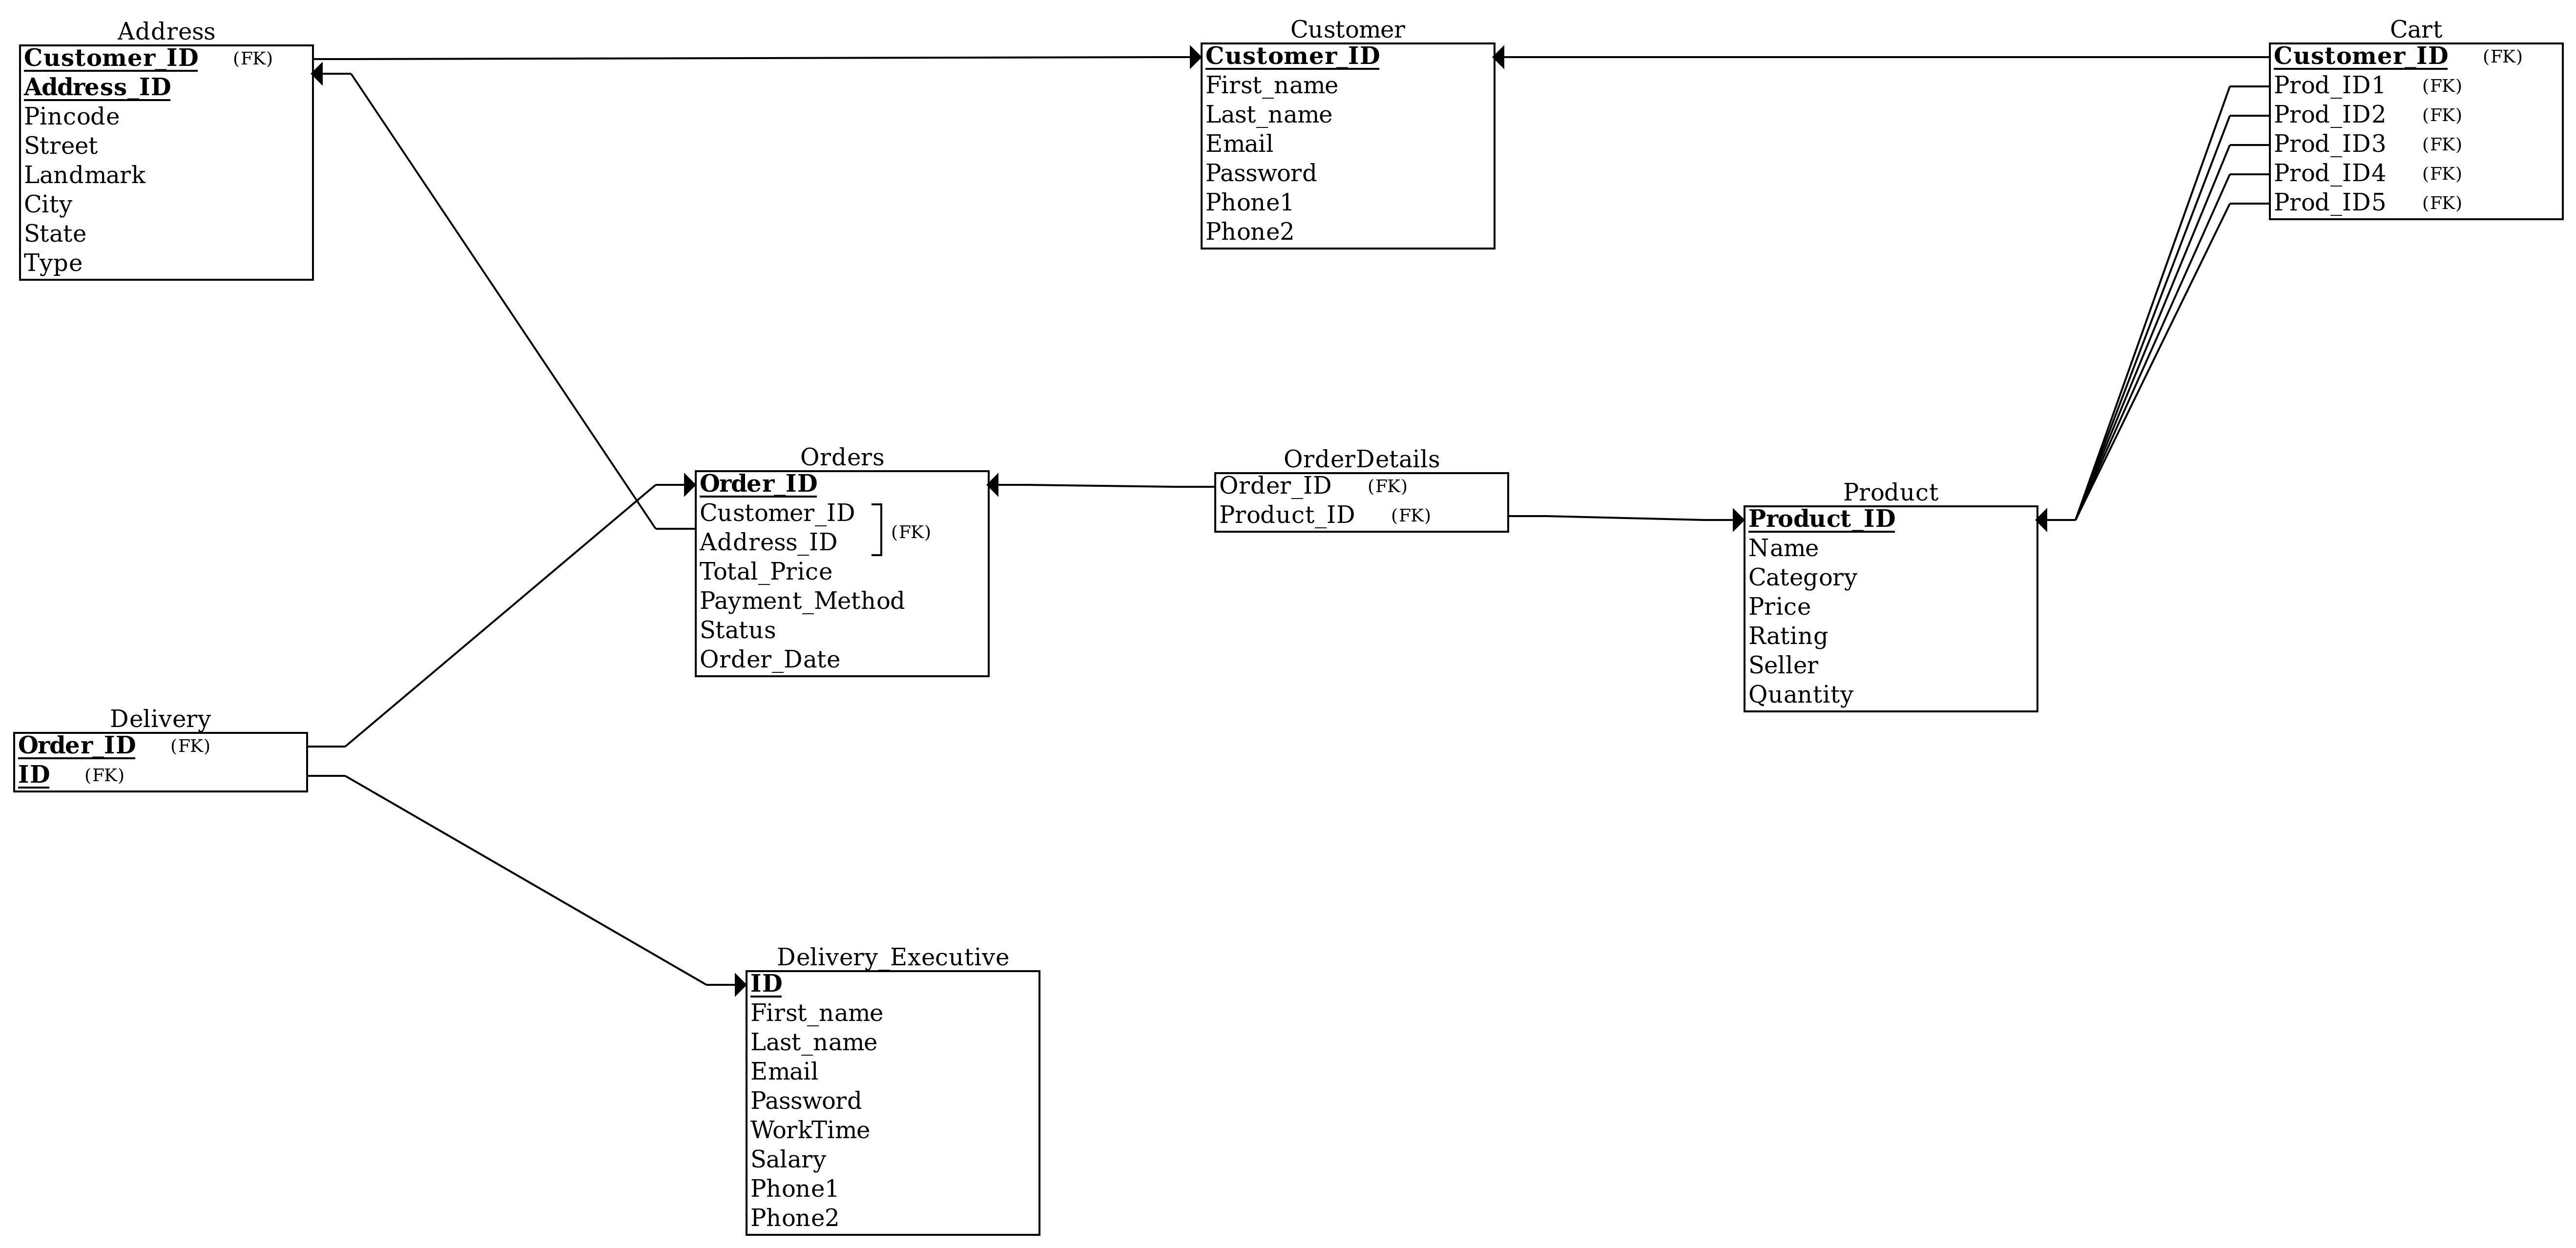 Address
Customer_ID (FK)
Address_ID
Pincode
Street
Landmark
City
State
Type
Customer
Customer_ID
First_name
Last_name
Email
Password
Phone1
Phone2
Cart
Customer_ID (FK)
Prod_ID1 (FK)
Prod_ID2 (FK)
Prod_ID3 (FK)
Prod_ID4 (FK)
Prod_ID5 (FK)
Orders
Order_ID
Customer_ID
Address_ID
(FK)
Total_Price
Payment_Method
Status
Order_Date
OrderDetails
Order_ID (FK)
Product_ID (FK)
Product
Product_ID
Name
Category
Price
Rating
Seller
Quantity
Delivery
Order_ID (FK)
ID (FK)
Delivery_Executive
ID
First_name
Last_name
Email
Password
WorkTime
Salary
Phone1
Phone2